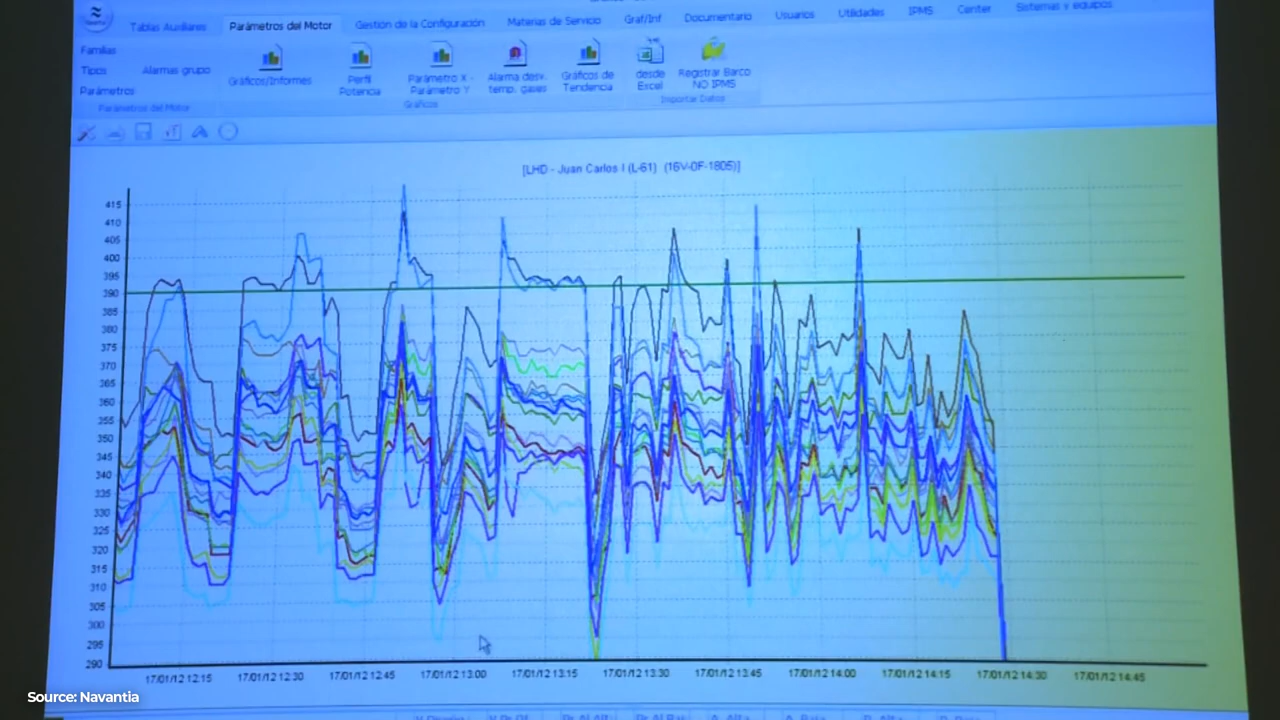 Tablas Auxiliares Parámetros del Motor Gestión de la Configuración Materias de Servicio Graf/Inf Documentario Usuarios Utilidades IPMS Center Sistemas y equipos
Familias
Tipos
Parámetros
Alarmas grupo
Gráficos/Informes
Perfil
Potencia
Parámetro X -
Parámetro Y
Alarma desv.
temp. gases
Gráficos de
Tendencia
desde
Excel
Registrar Barco
NO IPMS
Parámetros del Motor
Gráficos
Importar Datos
[LHD - Juan Carlos I (L-61) (16V-DF-1805)]
415
410
405
400
395
390
385
380
375
370
365
360
355
350
345
340
335
330
325
320
315
310
305
300
295
290
17/01/12 12:15 17/01/12 12:30 17/01/12 12:45 17/01/12 13:00 17/01/12 13:15 17/01/12 13:30 17/01/12 13:45 17/01/12 14:00 17/01/12 14:15 17/01/12 14:30 17/01/12 14:45
Source: Navantia